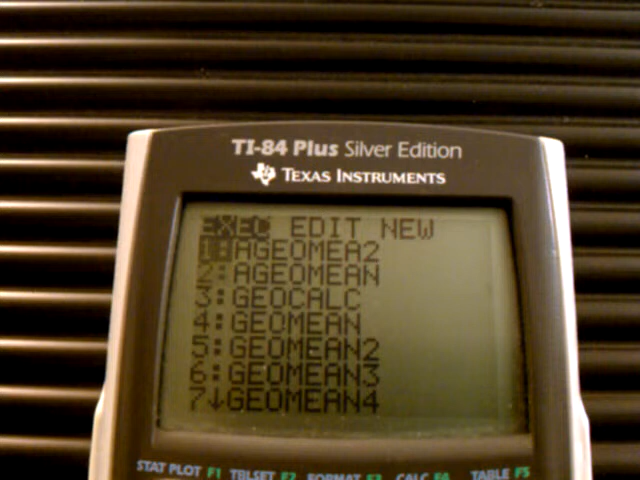 TI-84 Plus Silver Edition
TEXAS INSTRUMENTS
EXEC EDIT NEW
1:AGEOMEA2
2:AGEOMEAN
3:GEOCALC
4:GEOMEAN
5:GEOMEAN2
6:GEOMEAN3
7↓GEOMEAN4
STAT PLOT F1 TBLSET F2 FORMAT F3 CALC F4 TABLE F5